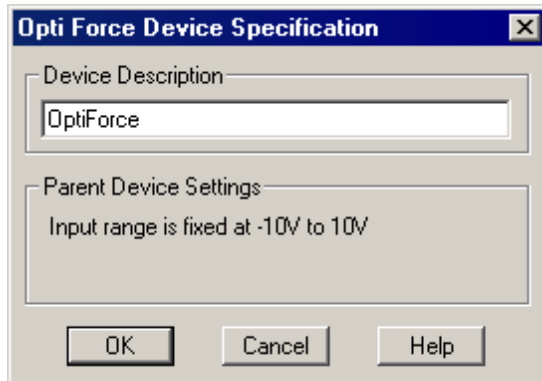 Opti Force Device Specification
Device Description
OptiForce
Parent Device Settings
Input range is fixed at -10V to 10V
OK Cancel Help